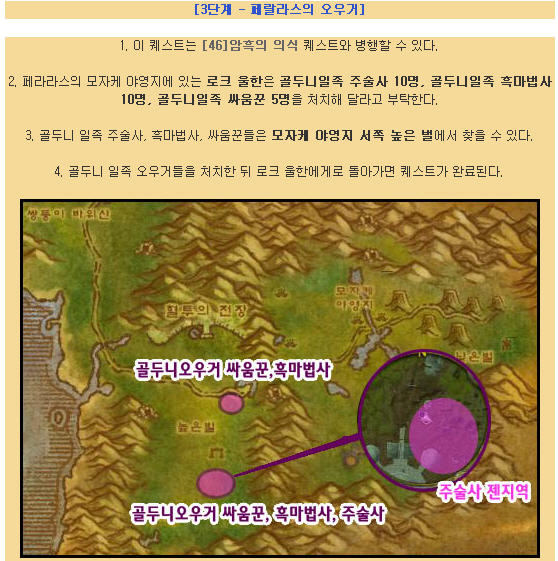 [3단계 - 페랄라스의 오우거]
1. 이 퀘스트는 [46]암흑의 의식 퀘스트와 병행할 수 있다.
2. 페라라스의 모자케 야영지에 있는 로크 울한은 골두니일족 주술사 10명, 골두니일족 흑마법사
10명, 골두니일족 싸움꾼 5명을 처치해 달라고 부탁한다.
3. 골두니 일족 주술사, 흑마법사, 싸움꾼들은 모자케 야영지 서쪽 높은 벌에서 찾을 수 있다.
4. 골두니 일족 오우거들을 처치한 뒤 로크 울한에게로 돌아가면 퀘스트가 완료된다.
쌍둥이 바위산
모자케
야영지
혈투의 전장
낮은벌
골두니오우거 싸움꾼,흑마법사
높은벌
주술사 젠지역
골두니오우거 싸움꾼, 흑마법사, 주술사